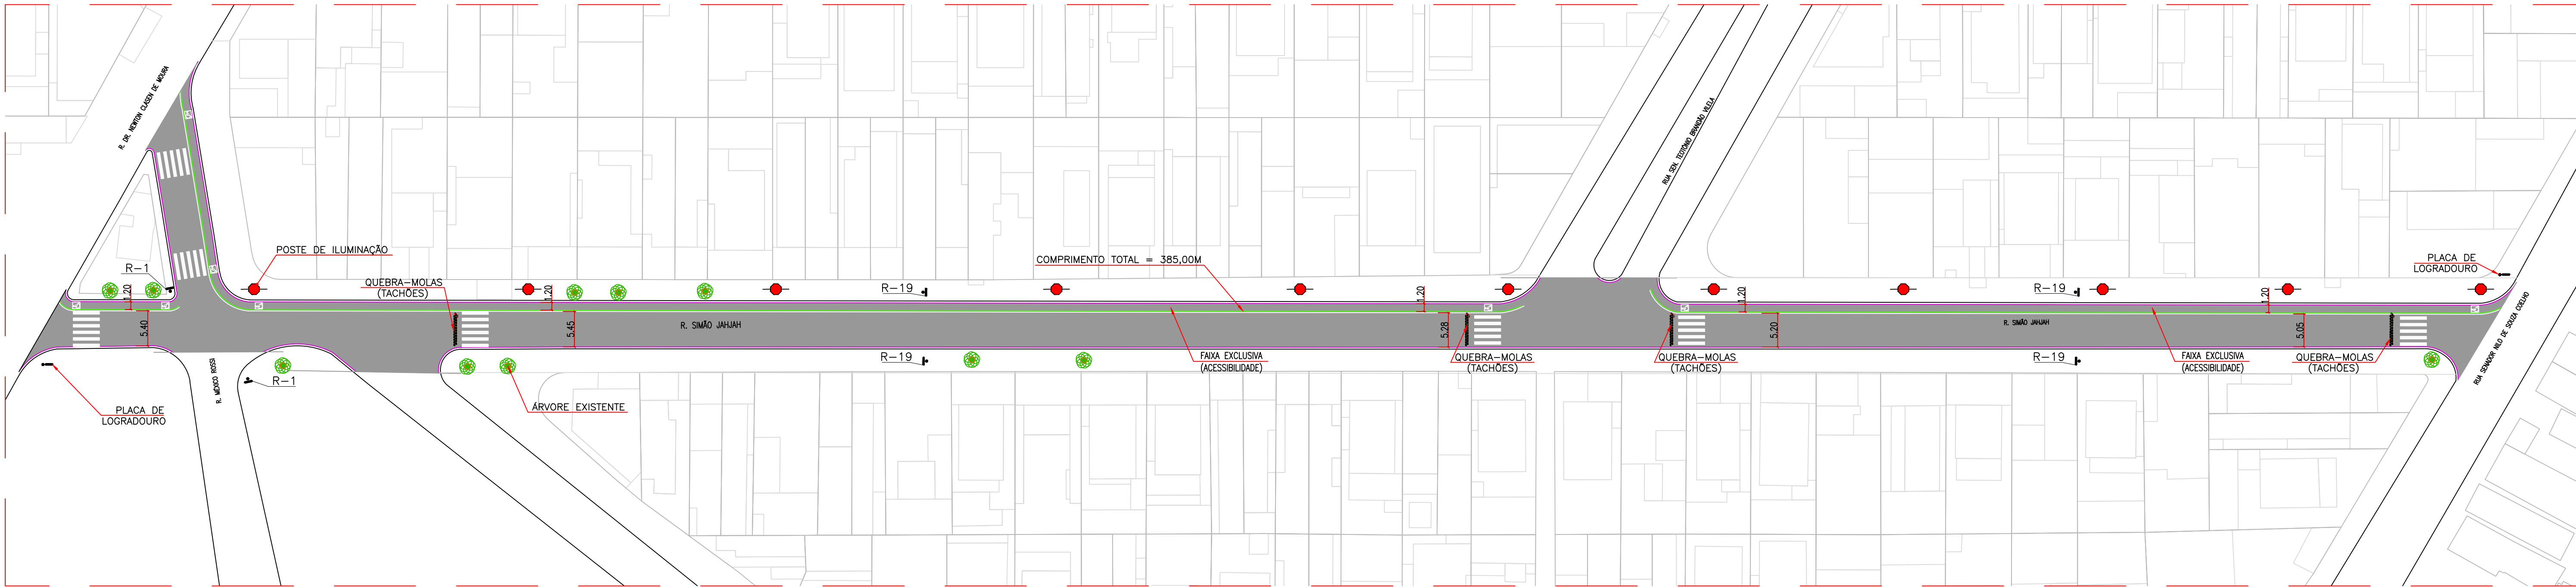 R. DR. NEWTON CLASEN DE MOURA
RUA SEN. TEOTÔNIO BRANDÃO VILELA
POSTE DE ILUMINAÇÃO
R-1
1.20
QUEBRA-MOLAS
(TACHÕES)
1.20
COMPRIMENTO TOTAL = 385,00M
R-19
1.20
1.20
R-19
1.20
PLACA DE
LOGRADOURO
5.40
5.45
R. SIMÃO JAHJAH
5.28
5.20
R. SIMÃO JAHJAH
5.05
R. MÉXICO ROSSI
R-1
R-19
FAIXA EXCLUSIVA
(ACESSIBILIDADE)
QUEBRA-MOLAS
(TACHÕES)
QUEBRA-MOLAS
(TACHÕES)
R-19
FAIXA EXCLUSIVA
(ACESSIBILIDADE)
QUEBRA-MOLAS
(TACHÕES)
RUA SENADOR NILO DE SOUZA COELHO
PLACA DE
LOGRADOURO
ÁRVORE EXISTENTE